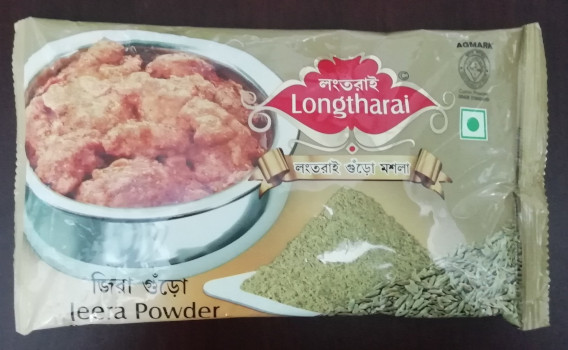 AGMARK
লংতরাই
©
Longtharai
লংতরাই গুঁড়ো মশলা
জিরা গুঁড়ো
Jeera Powder